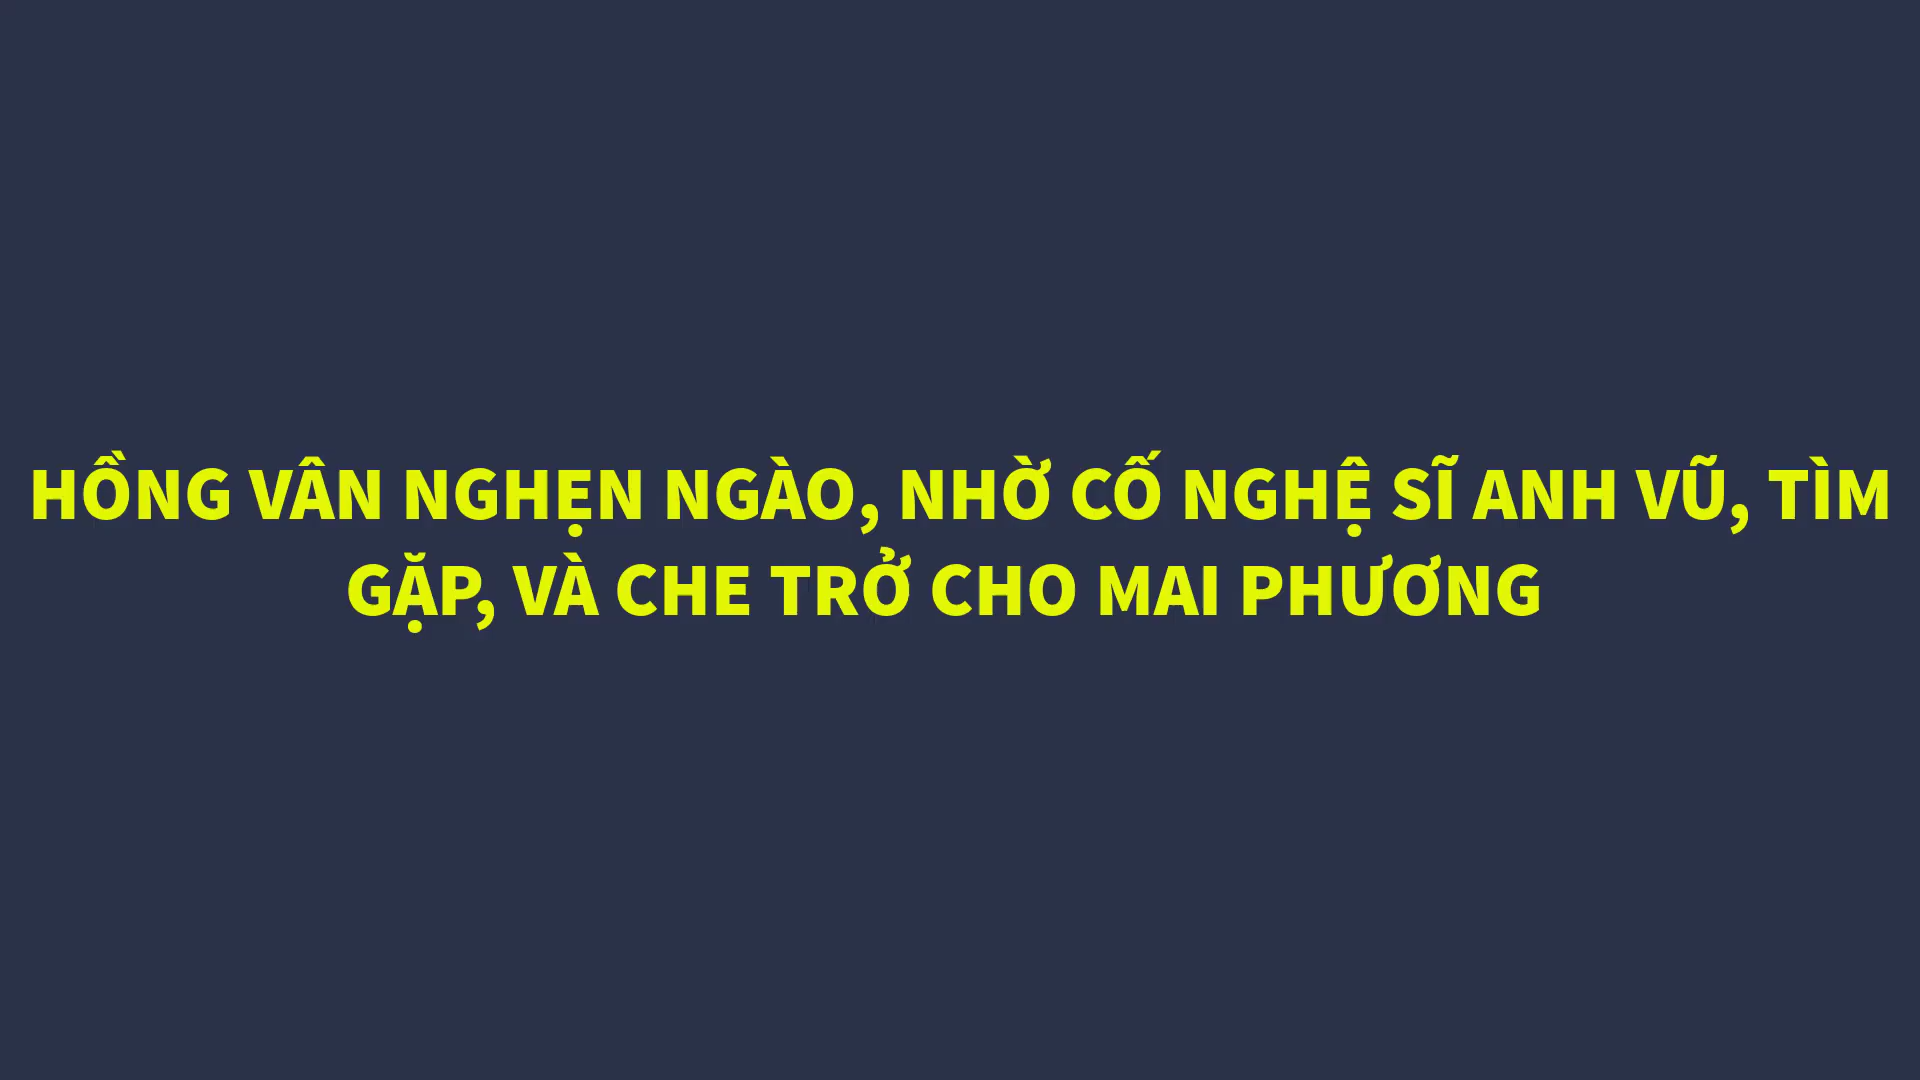 HỒNG VÂN NGHẸN NGÀO, NHỜ CỐ NGHỆ SĨ ANH VŨ, TÌM
GẶP, VÀ CHE TRỞ CHO MAI PHƯƠNG